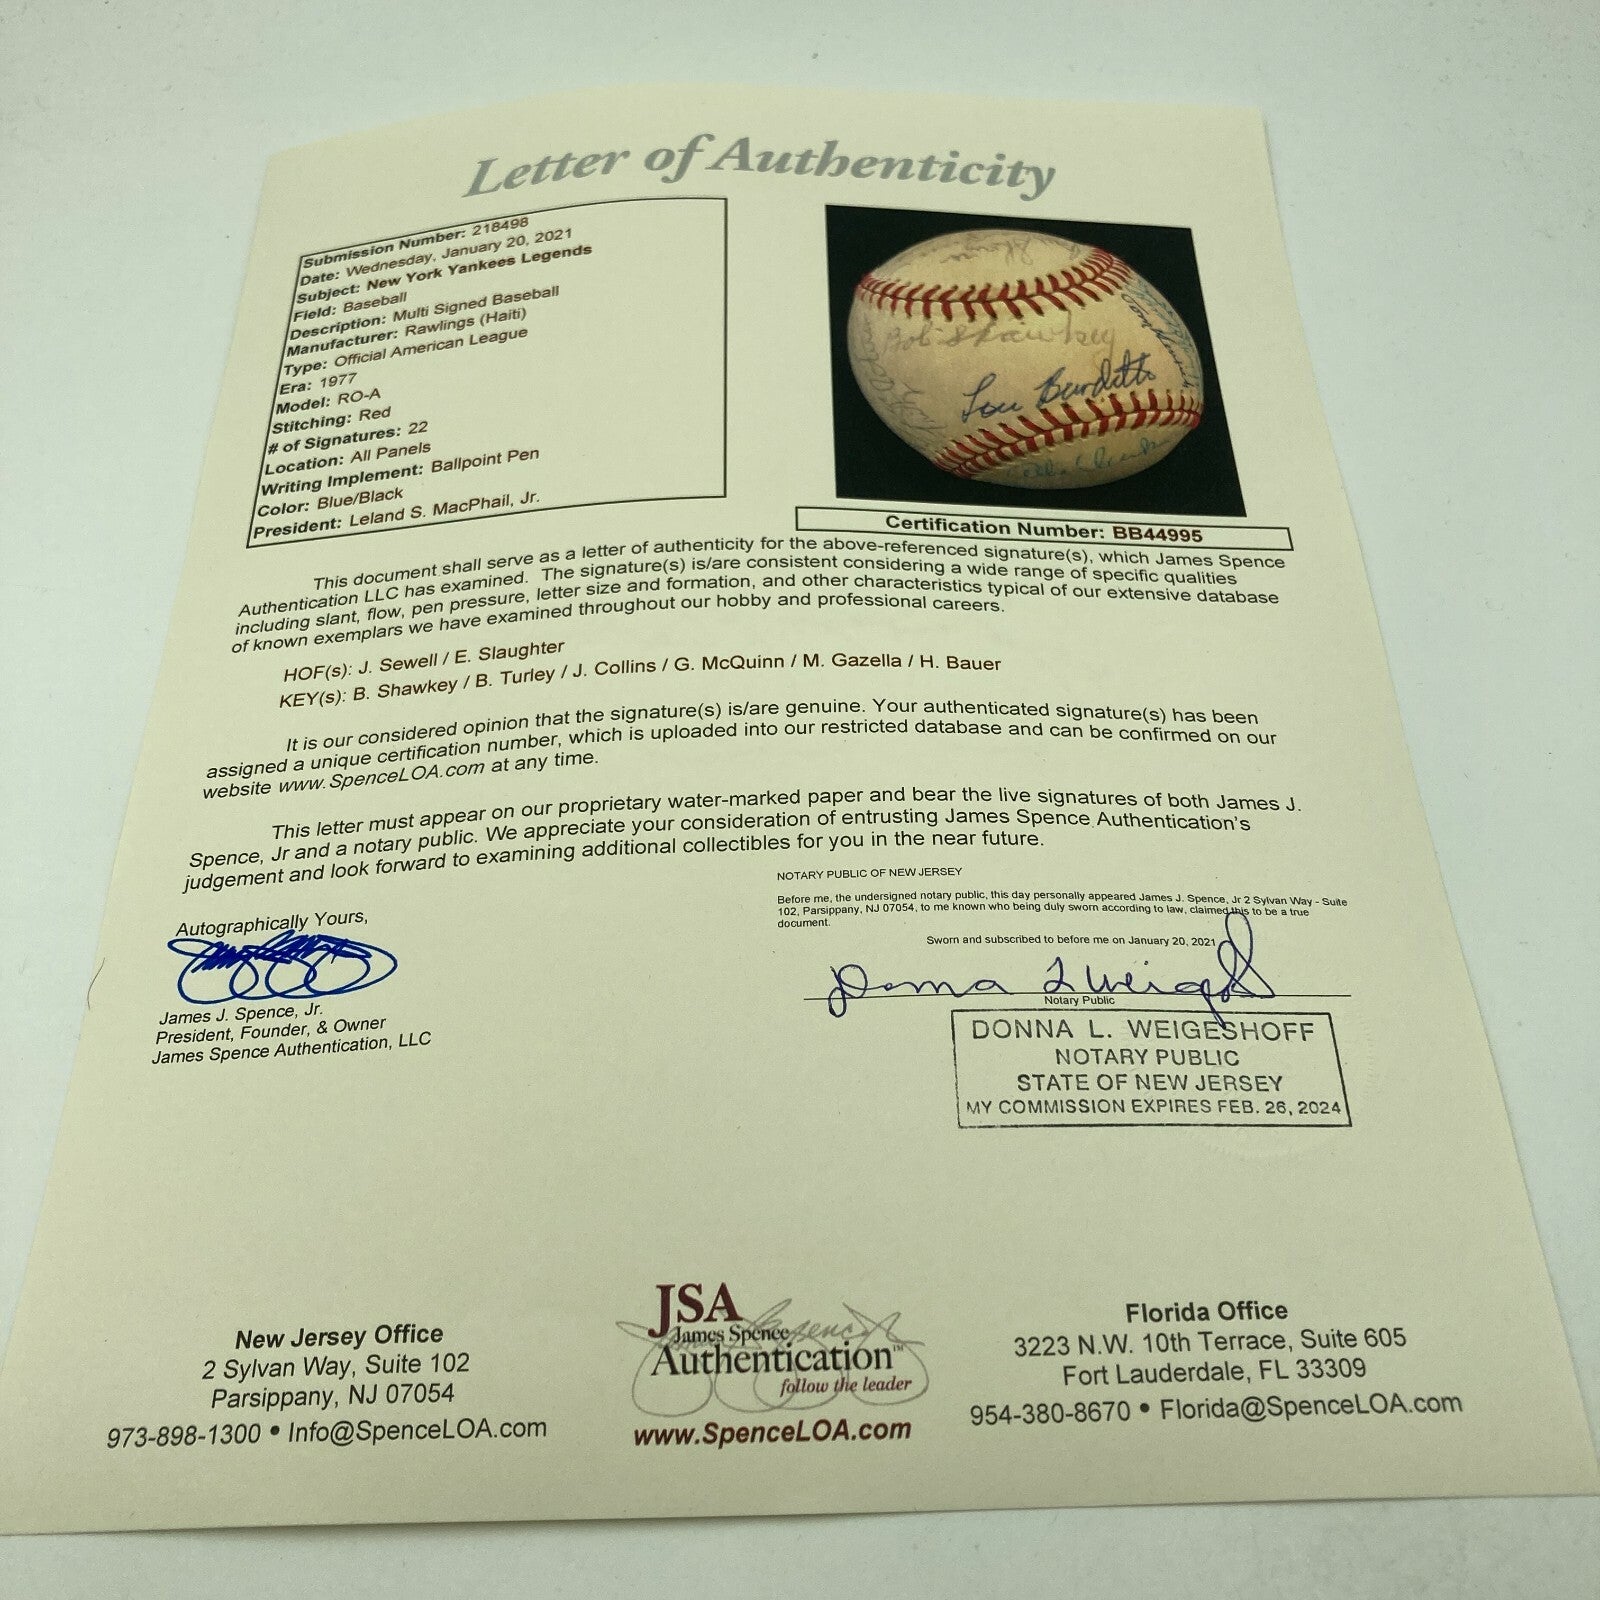 Letter of Authenticity
Submission Number: 218498
Date: Wednesday, January 20, 2021
Subject: New York Yankees Legends
Field: Baseball
Description: Multi Signed Baseball
Manufacturer: Rawlings (Haiti)
Type: Official American League
Era: 1977
Model: RO-A
Stitching: Red
# of Signatures: 22
Location: All Panels
Writing Implement: Ballpoint Pen
Color: Blue/Black
President: Leland S. MacPhail, Jr.
Bob Shawkey
Lou Burdette
Certification Number: BB44995
This document shall serve as a letter of authenticity for the above-referenced signature(s), which James Spence
Authentication LLC has examined. The signature(s) is/are consistent considering a wide range of specific qualities
including slant, flow, pen pressure, letter size and formation, and other characteristics typical of our extensive database
of known exemplars we have examined throughout our hobby and professional careers.
HOF(s): J. Sewell / E. Slaughter
KEY(s): B. Shawkey / B. Turley / J. Collins / G. McQuinn / M. Gazella / H. Bauer
It is our considered opinion that the signature(s) is/are genuine. Your authenticated signature(s) has been
assigned a unique certification number, which is uploaded into our restricted database and can be confirmed on our
website www.SpenceLOA.com at any time.
This letter must appear on our proprietary water-marked paper and bear the live signatures of both James J.
Spence, Jr and a notary public. We appreciate your consideration of entrusting James Spence Authentication's
judgement and look forward to examining additional collectibles for you in the near future.
NOTARY PUBLIC OF NEW JERSEY
Before me, the undersigned notary public, this day personally appeared James J. Spence, Jr 2 Sylvan Way - Suite
102, Parsippany, NJ 07054, to me known who being duly sworn according to law, claimed this to be a true
document.
Sworn and subscribed to before me on January 20, 2021
Donna L Weigeshoff
Notary Public
DONNA L. WEIGESHOFF
NOTARY PUBLIC
STATE OF NEW JERSEY
MY COMMISSION EXPIRES FEB. 26, 2024
Autographically Yours,
James J. Spence, Jr.
President, Founder, & Owner
James Spence Authentication, LLC
New Jersey Office
2 Sylvan Way, Suite 102
Parsippany, NJ 07054
973-898-1300 • Info@SpenceLOA.com
JSA
James Spence
Authentication™
follow the leader
www.SpenceLOA.com
Florida Office
3223 N.W. 10th Terrace, Suite 605
Fort Lauderdale, FL 33309
954-380-8670 • Florida@SpenceLOA.com